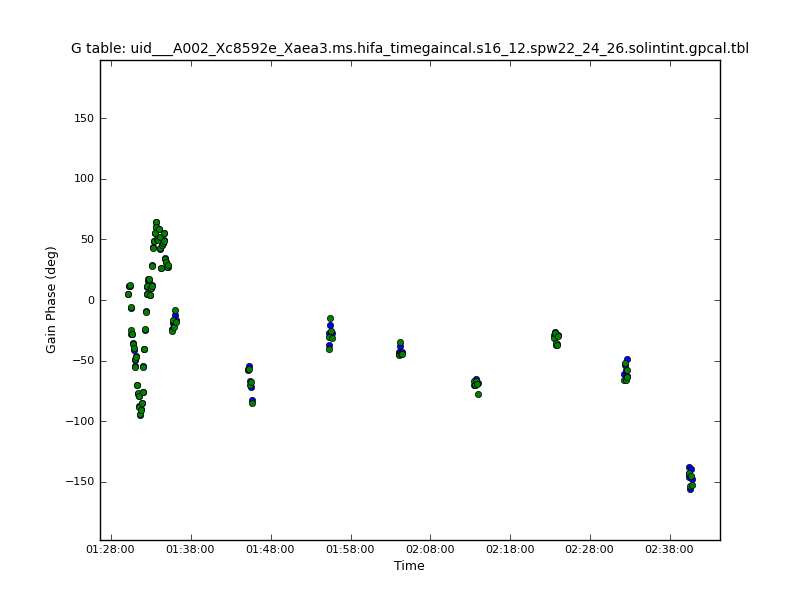 G table: uid___A002_Xc8592e_Xaea3.ms.hifa_timegaincal.s16_12.spw22_24_26.solintint.gpcal.tbl
150
100
50
0
−50
−100
−150
Gain Phase (deg)
01:28:00 01:38:00 01:48:00 01:58:00 02:08:00 02:18:00 02:28:00 02:38:00
Time